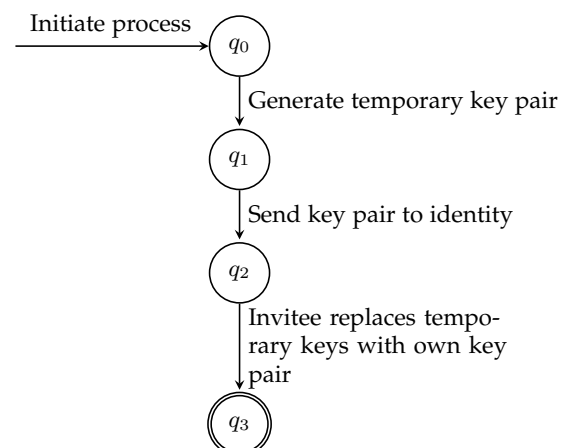 Initiate process
q0
Generate temporary key pair
q1
Send key pair to identity
q2
Invitee replaces tempo-
rary keys with own key
pair
q3